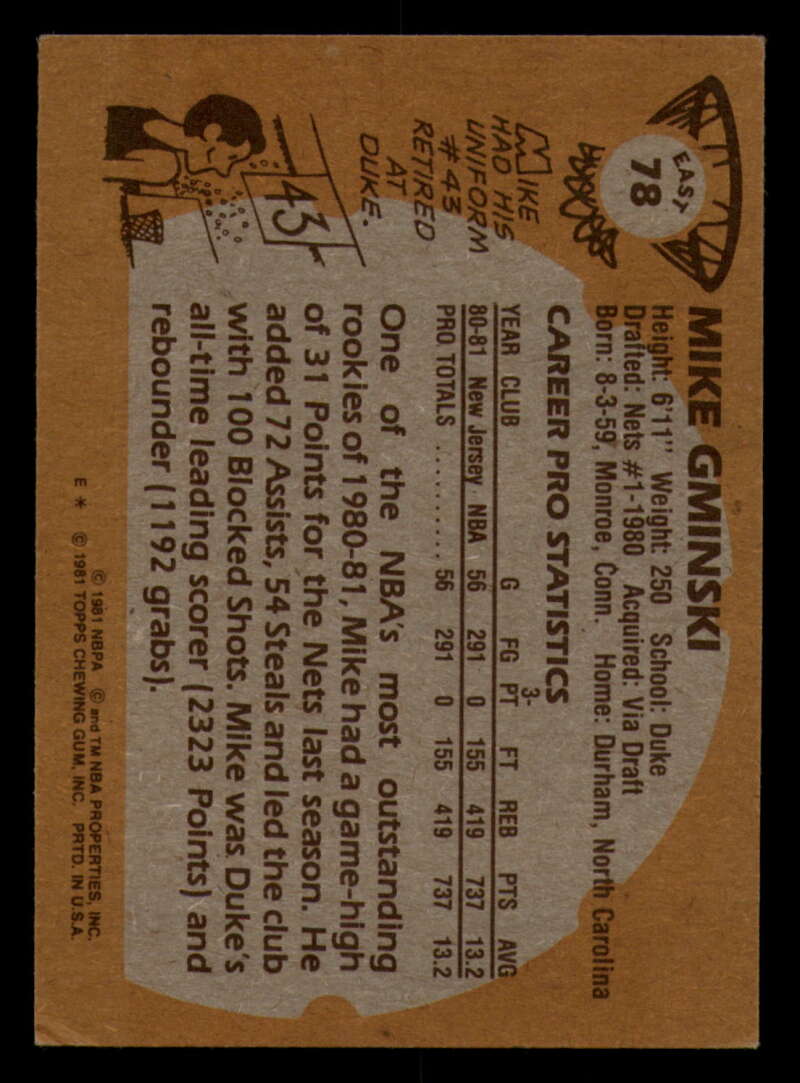 EAST
78
MIKE GMINSKI
Height: 6'11" Weight: 250 School: Duke
Drafted: Nets #1-1980 Acquired: Via Draft
Born: 8-3-59, Monroe, Conn. Home: Durham, North Carolina
CAREER PRO STATISTICS
YEAR CLUB G FG 3-PT FT REB PTS AVG
80-81 New Jersey NBA 56 291 0 155 419 737 13.2
PRO TOTALS .......... 56 291 0 155 419 737 13.2
One of the NBA's most outstanding
rookies of 1980-81, Mike had a game-high
of 31 Points for the Nets last season. He
added 72 Assists, 54 Steals and led the club
with 100 Blocked Shots. Mike was Duke's
all-time leading scorer (2323 Points) and
rebounder (1192 grabs).
MIKE
HAD HIS
UNIFORM
#43
RETIRED
AT
DUKE.
43
© 1981 NBPA © and TM NBA PROPERTIES, INC.
E * © 1981 TOPPS CHEWING GUM, INC. PRTD. IN U.S.A.